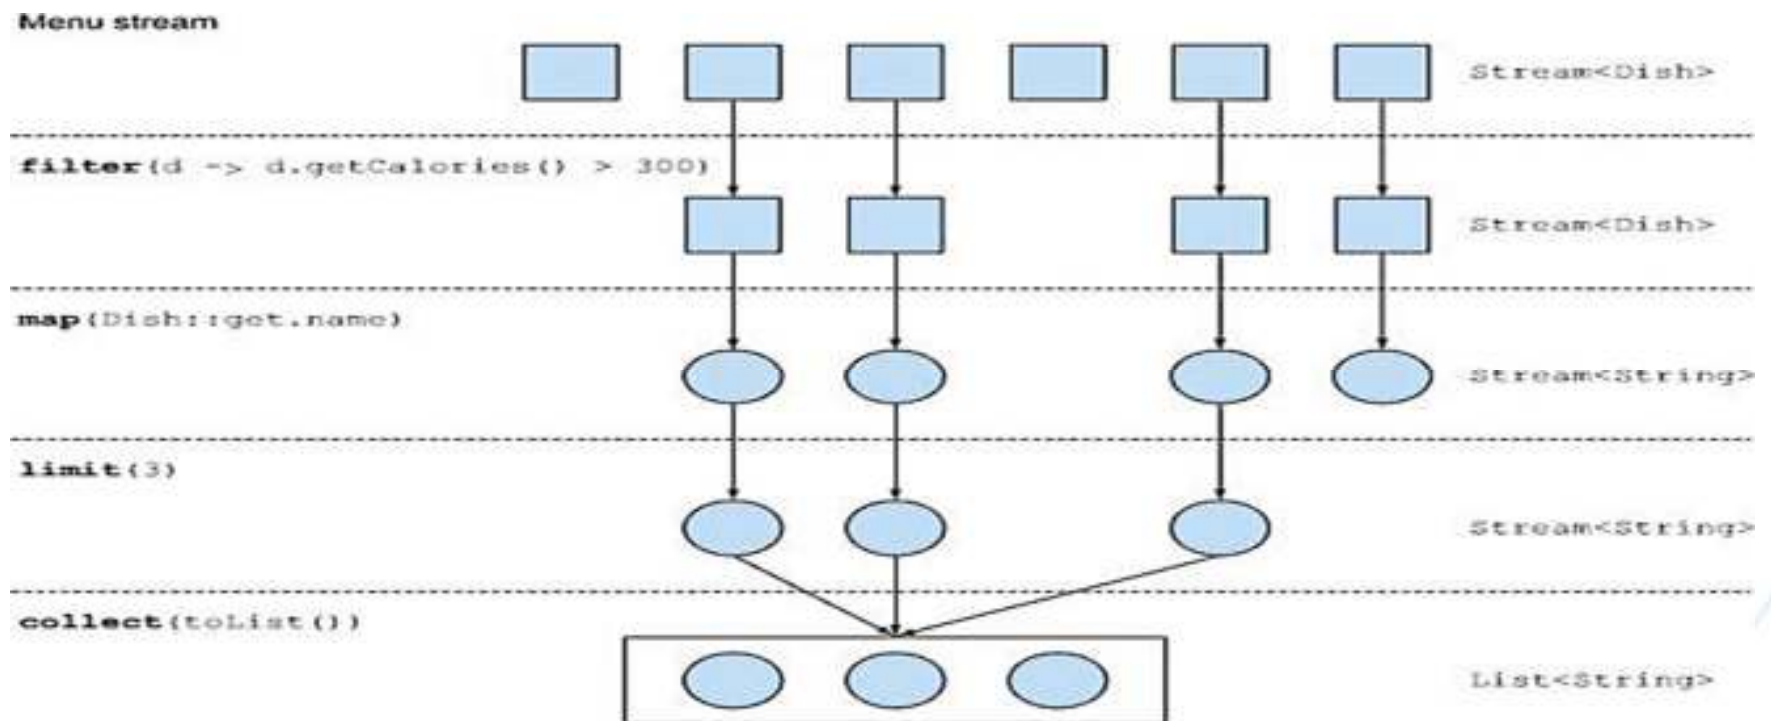 Menu stream
Stream<Dish>
filter(d -> d.getCalories() > 300)
Stream<Dish>
map(Dish::get.name)
Stream<String>
limit(3)
Stream<String>
collect(toList())
List<String>